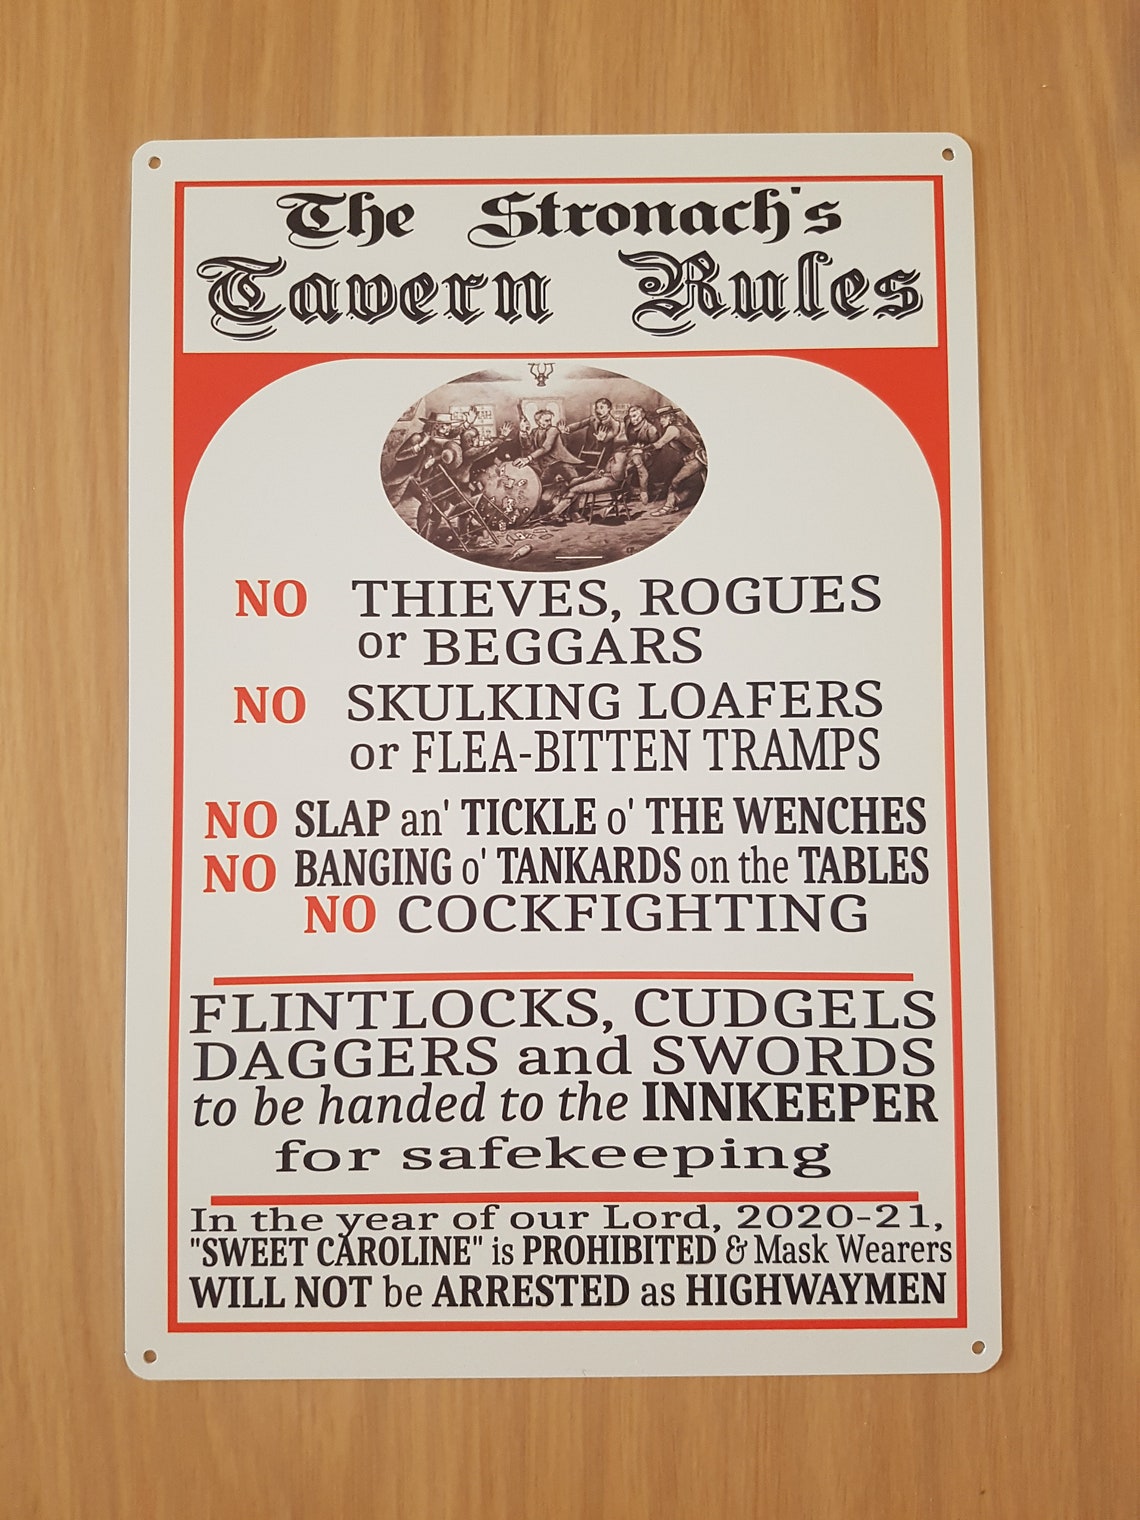 The Stronach's
Tavern Rules
NO THIEVES, ROGUES
or BEGGARS
NO SKULKING LOAFERS
or FLEA-BITTEN TRAMPS
NO SLAP an' TICKLE o' THE WENCHES
NO BANGING o' TANKARDS on the TABLES
NO COCKFIGHTING
FLINTLOCKS, CUDGELS
DAGGERS and SWORDS
to be handed to the INNKEEPER
for safekeeping
In the year of our Lord, 2020-21,
"SWEET CAROLINE" is PROHIBITED & Mask Wearers
WILL NOT be ARRESTED as HIGHWAYMEN